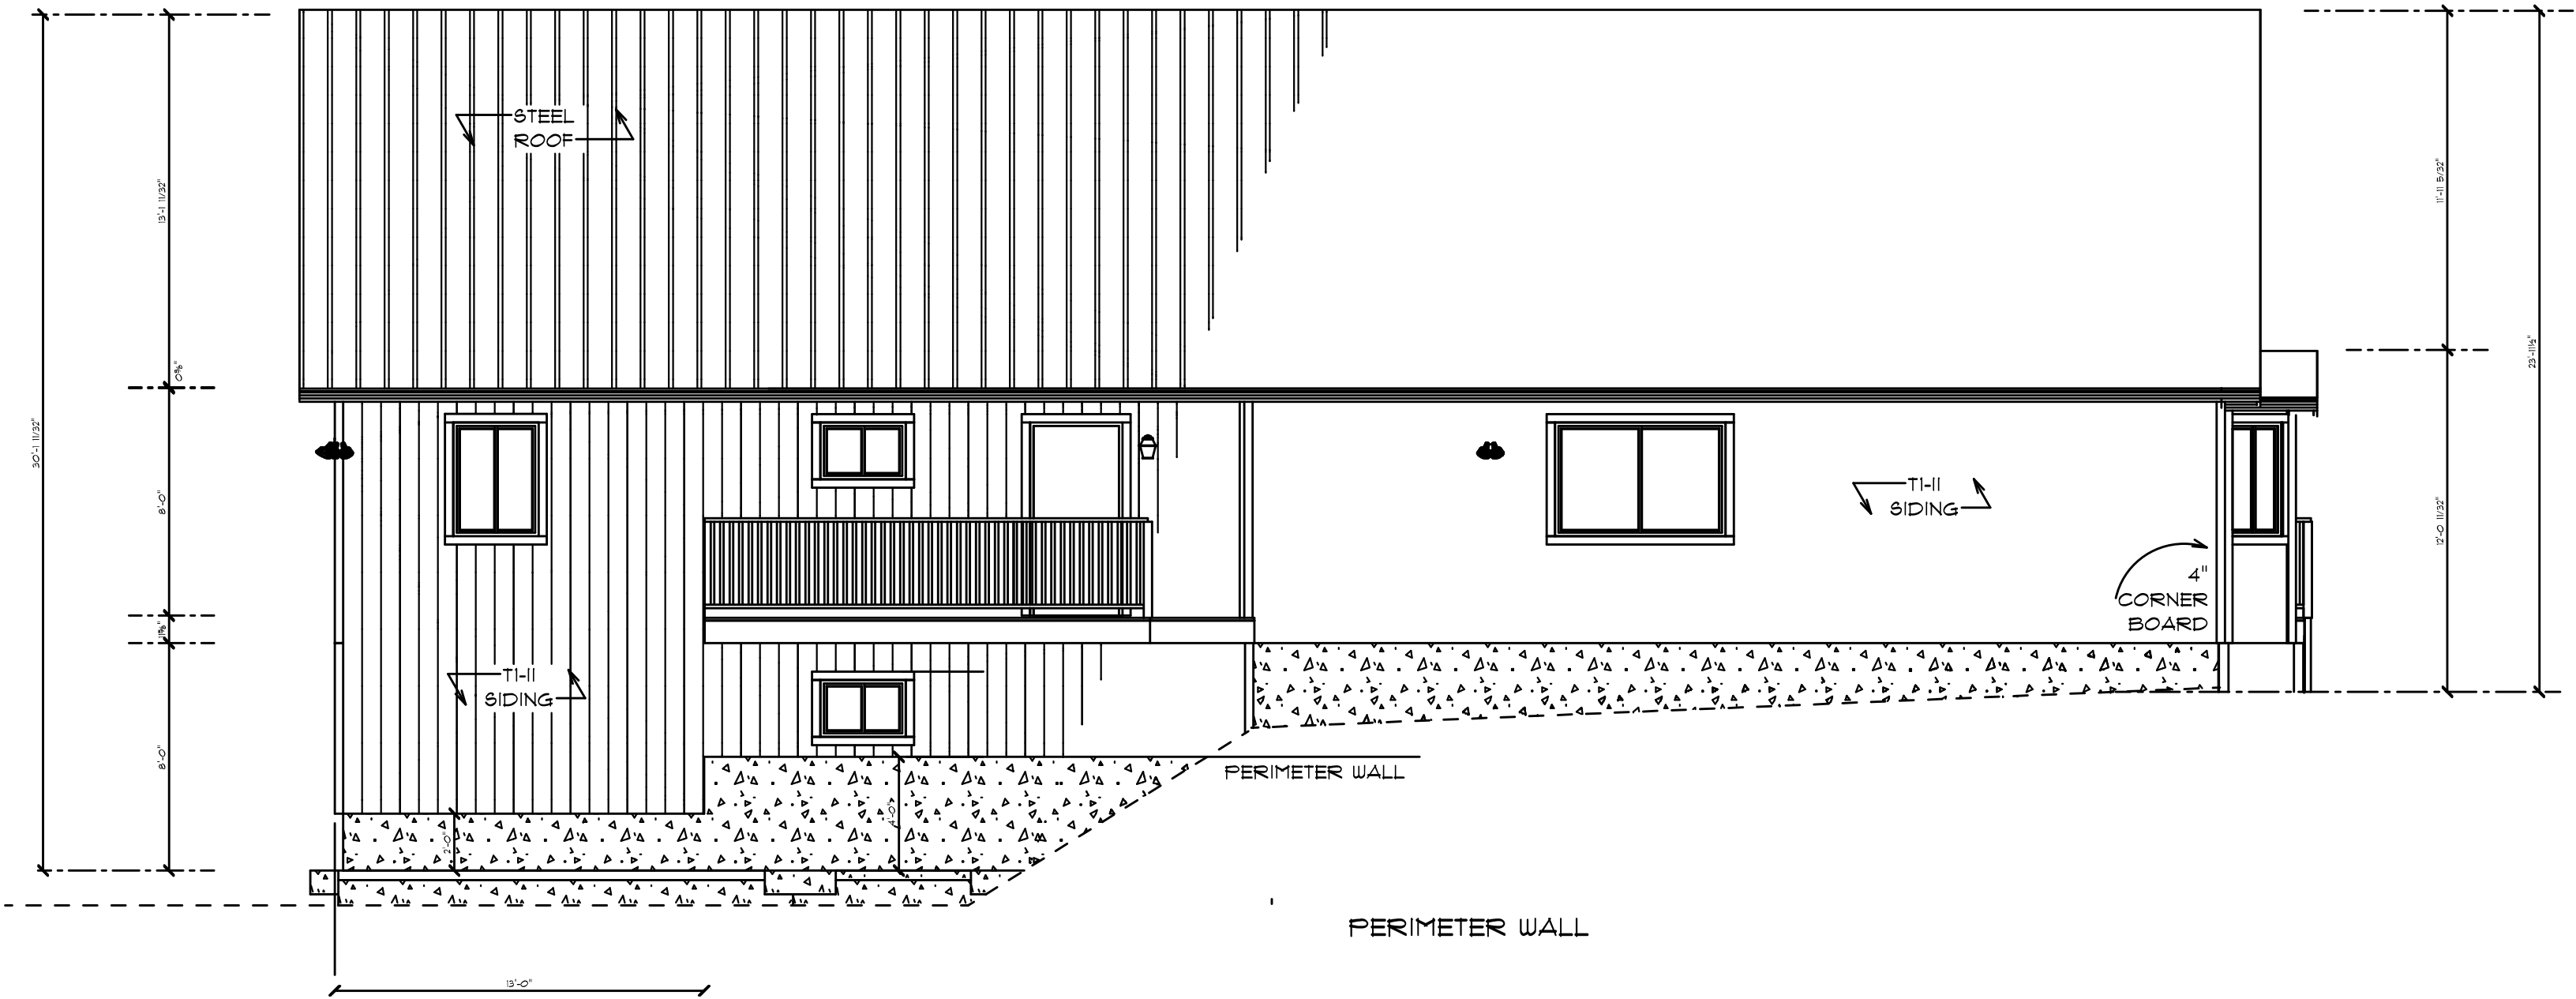 STEEL
ROOF
13'-1 11/32"
11'-11 5/32"
23'-11½"
0⅝"
30'-1 11/32"
8'-0"
T1-11
SIDING
12'-0 11/32"
4"
CORNER
BOARD
T1-11
SIDING
8'-0"
PERIMETER WALL
4'-0"
2'-0"
PERIMETER WALL
13'-0"